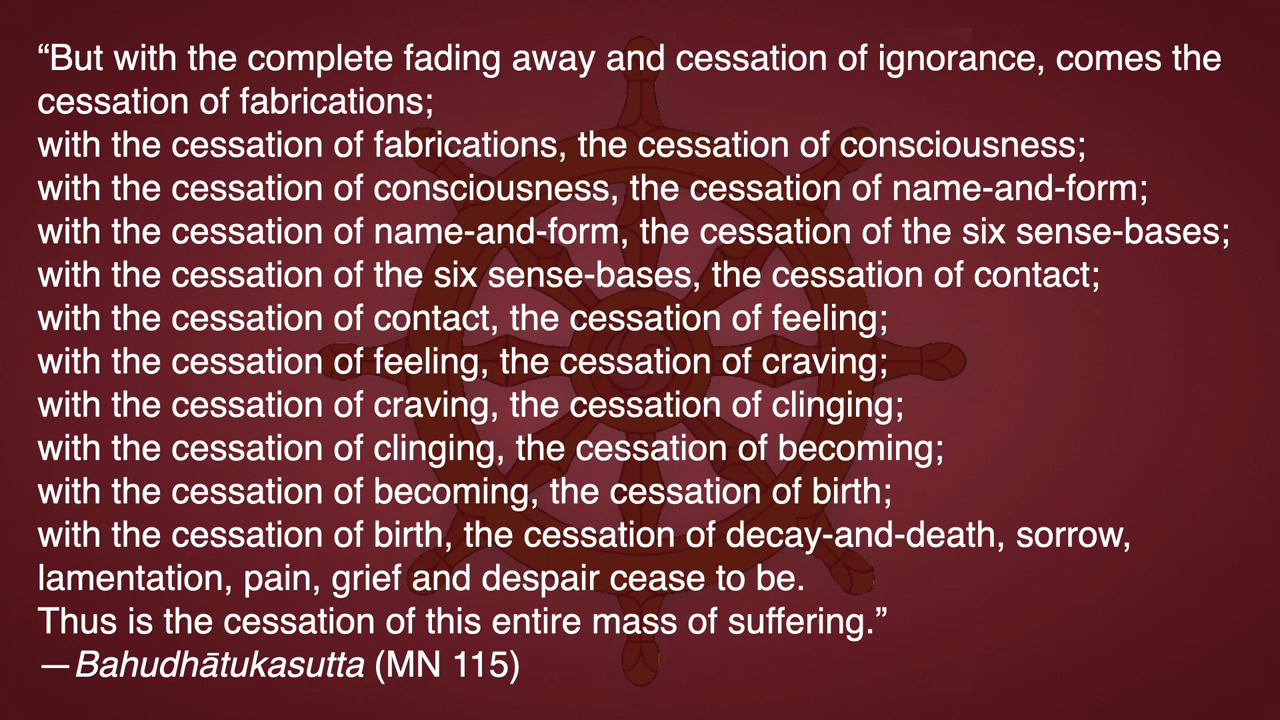 “But with the complete fading away and cessation of ignorance, comes the
cessation of fabrications;
with the cessation of fabrications, the cessation of consciousness;
with the cessation of consciousness, the cessation of name-and-form;
with the cessation of name-and-form, the cessation of the six sense-bases;
with the cessation of the six sense-bases, the cessation of contact;
with the cessation of contact, the cessation of feeling;
with the cessation of feeling, the cessation of craving;
with the cessation of craving, the cessation of clinging;
with the cessation of clinging, the cessation of becoming;
with the cessation of becoming, the cessation of birth;
with the cessation of birth, the cessation of decay-and-death, sorrow,
lamentation, pain, grief and despair cease to be.
Thus is the cessation of this entire mass of suffering.”
—Bahudhātukasutta (MN 115)